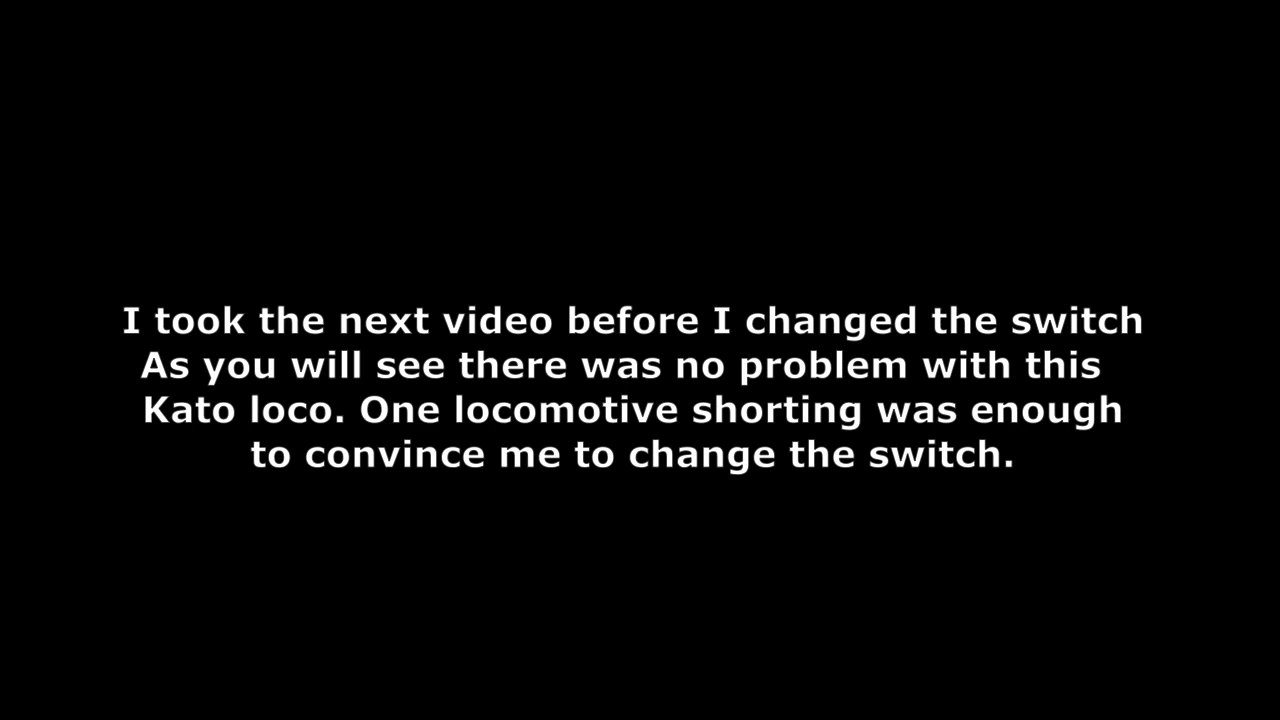 I took the next video before I changed the switch
As you will see there was no problem with this
Kato loco. One locomotive shorting was enough
to convince me to change the switch.